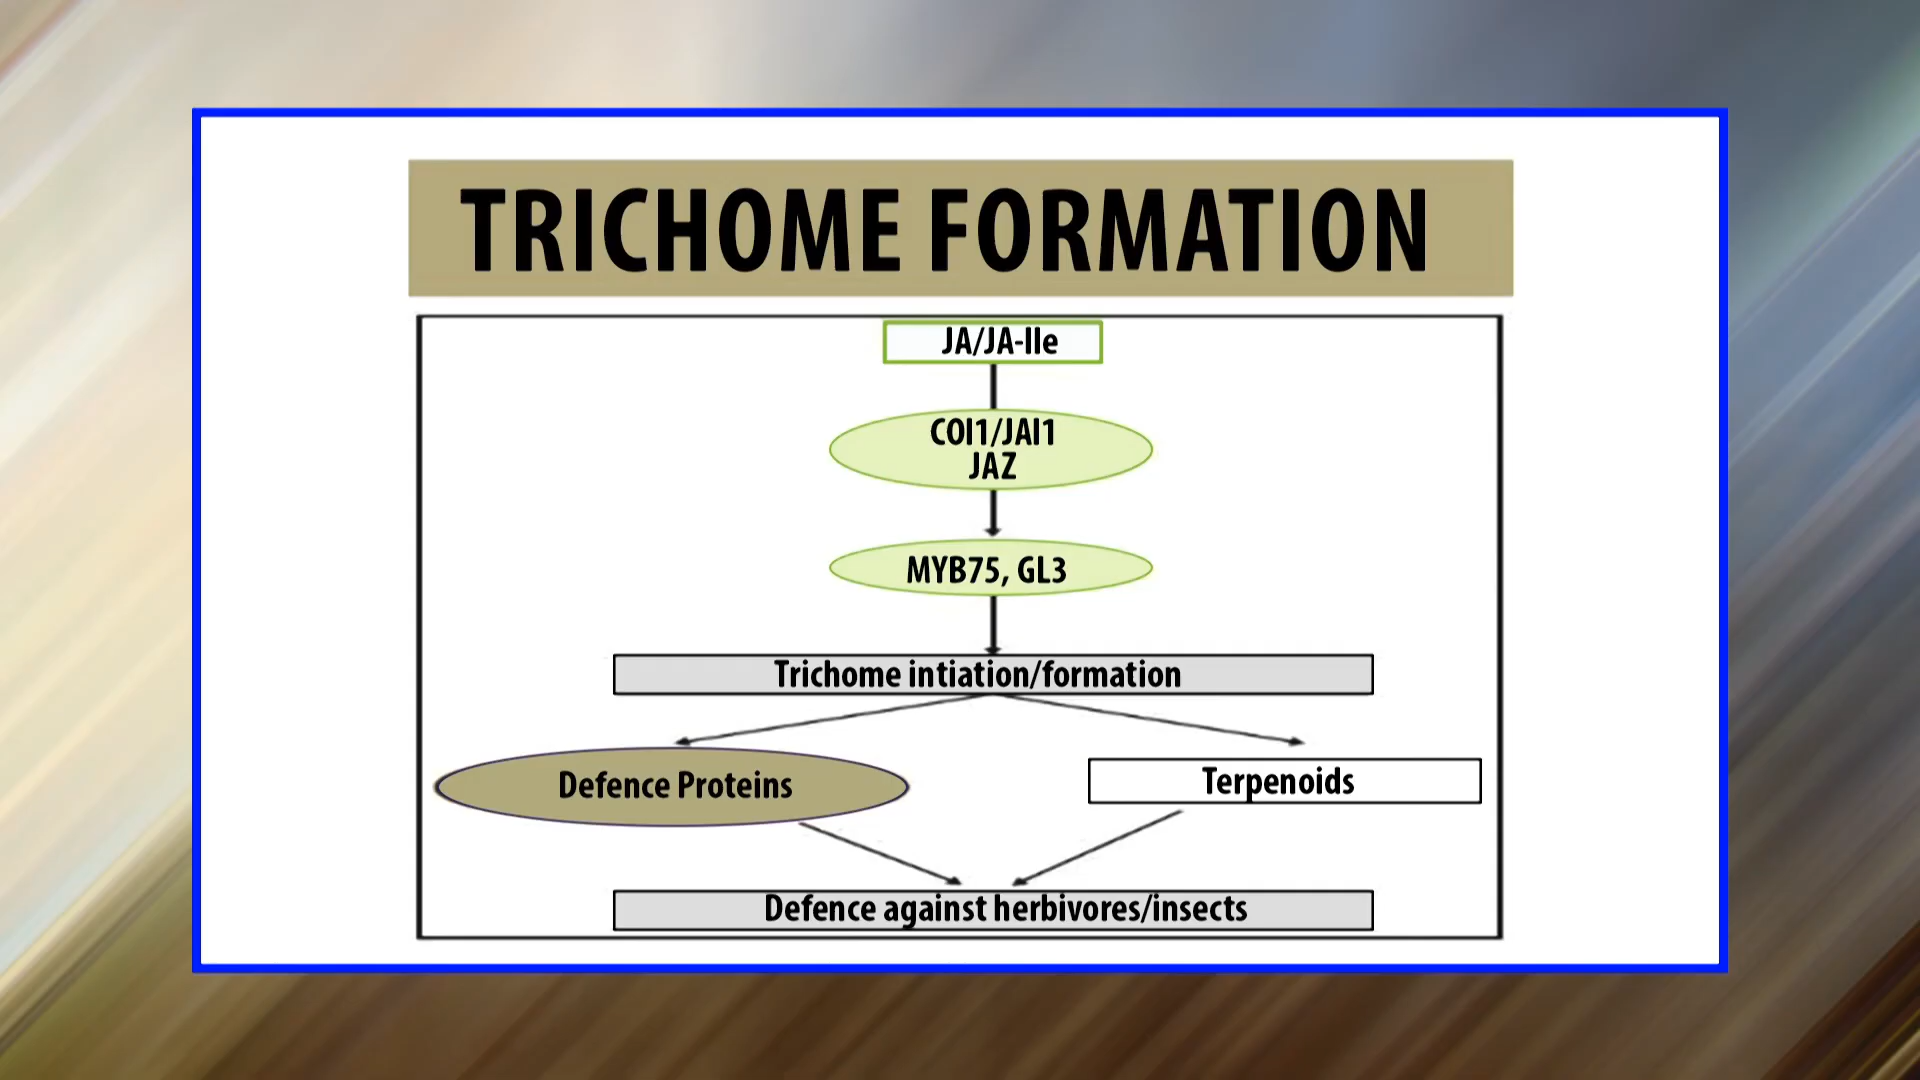 TRICHOME FORMATION
JA/JA-Ile
COI1/JAI1
JAZ
MYB75, GL3
Trichome intiation/formation
Defence Proteins
Terpenoids
Defence against herbivores/insects